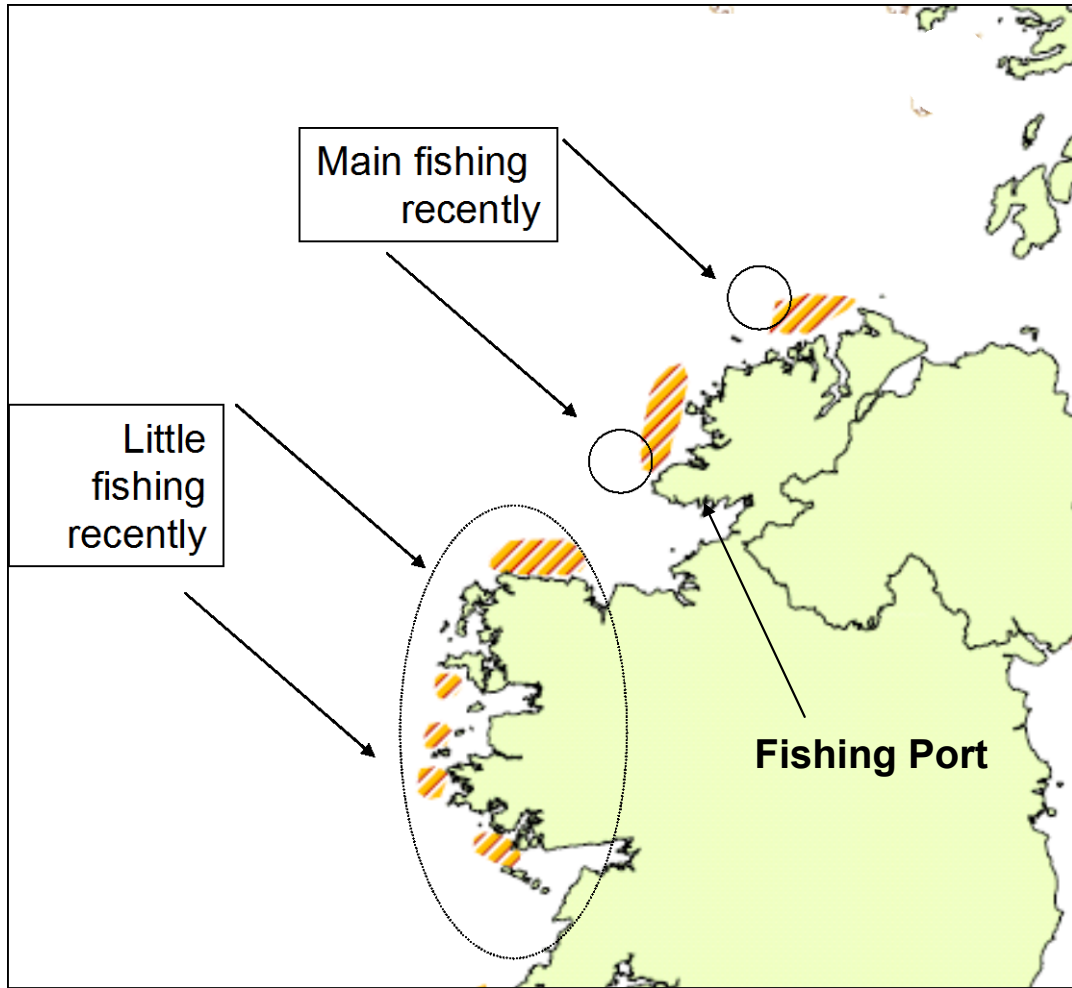 Main fishing
recently
Little
fishing
recently
Fishing Port